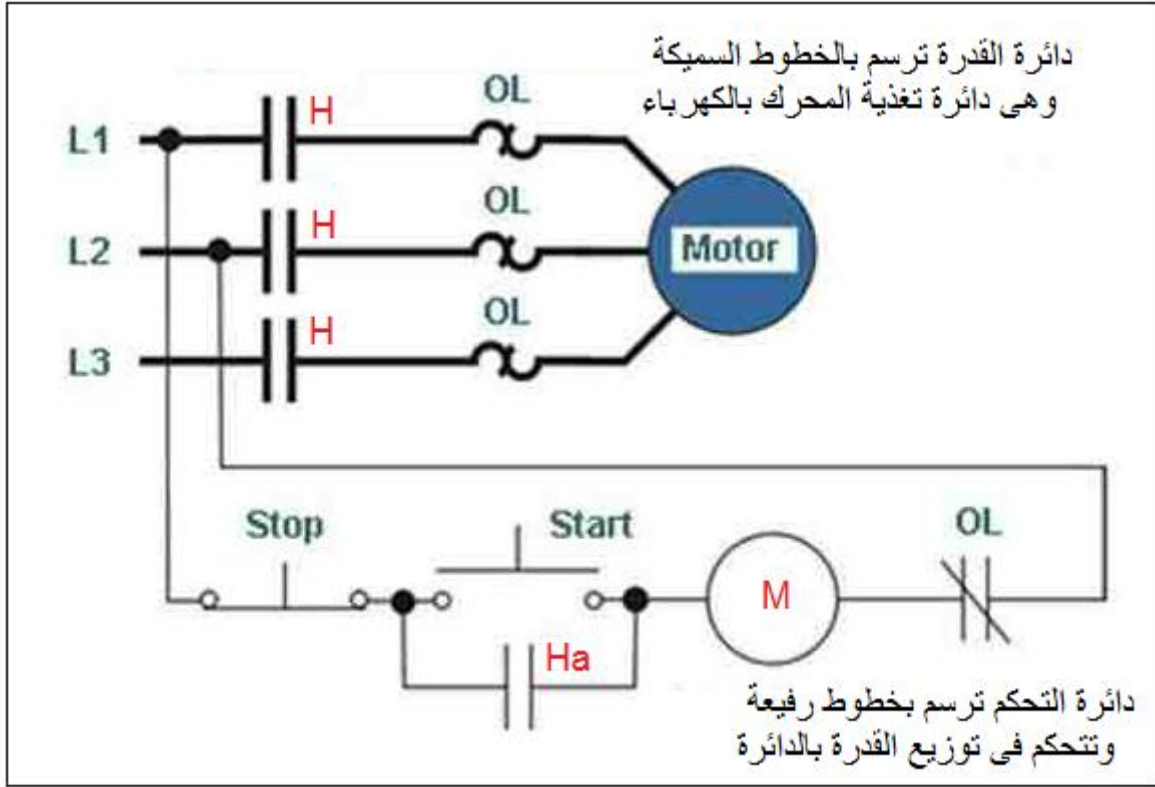 دائرة القدرة ترسم بالخطوط السميكة
وهى دائرة تغذية المحرك بالكهرباء
L1
H
OL
L2
H
OL
Motor
L3
H
OL
Stop
Start
OL
M
Ha
دائرة التحكم ترسم بخطوط رفيعة
وتتحكم فى توزيع القدرة بالدائرة